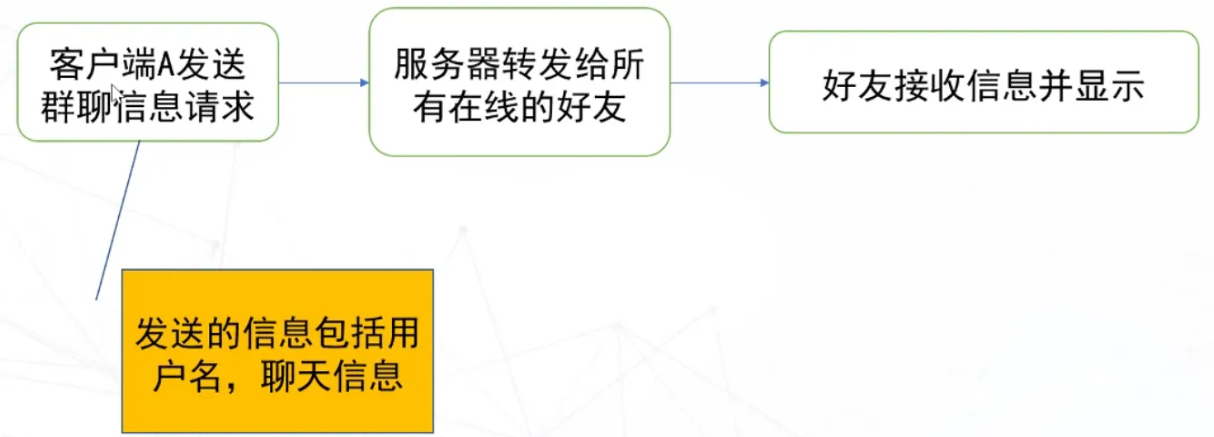 客户端A发送
群聊信息请求
服务器转发给所
有在线的好友
好友接收信息并显示
发送的信息包括用
户名，聊天信息